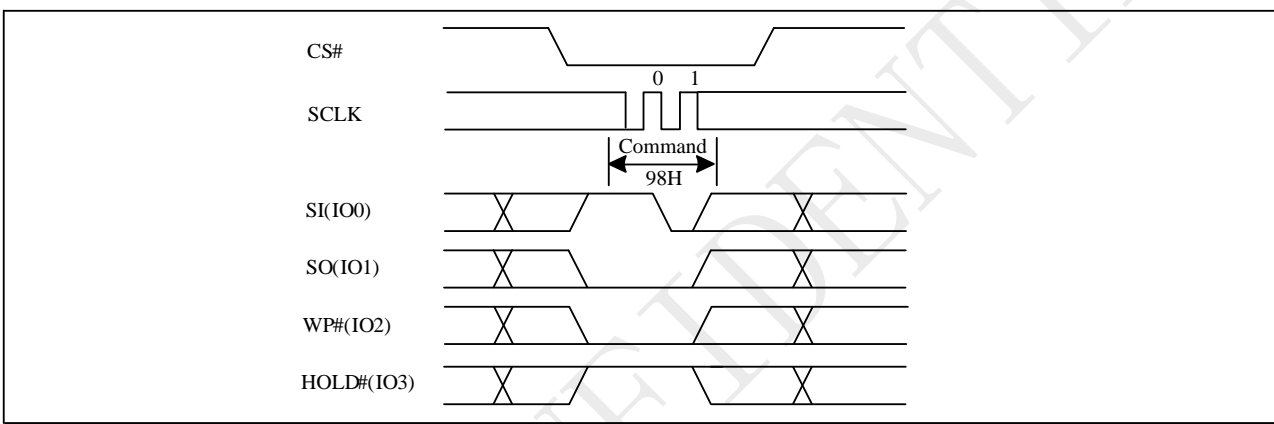 CS#
0 1
SCLK
Command
98H
SI(IO0)
SO(IO1)
WP#(IO2)
HOLD#(IO3)